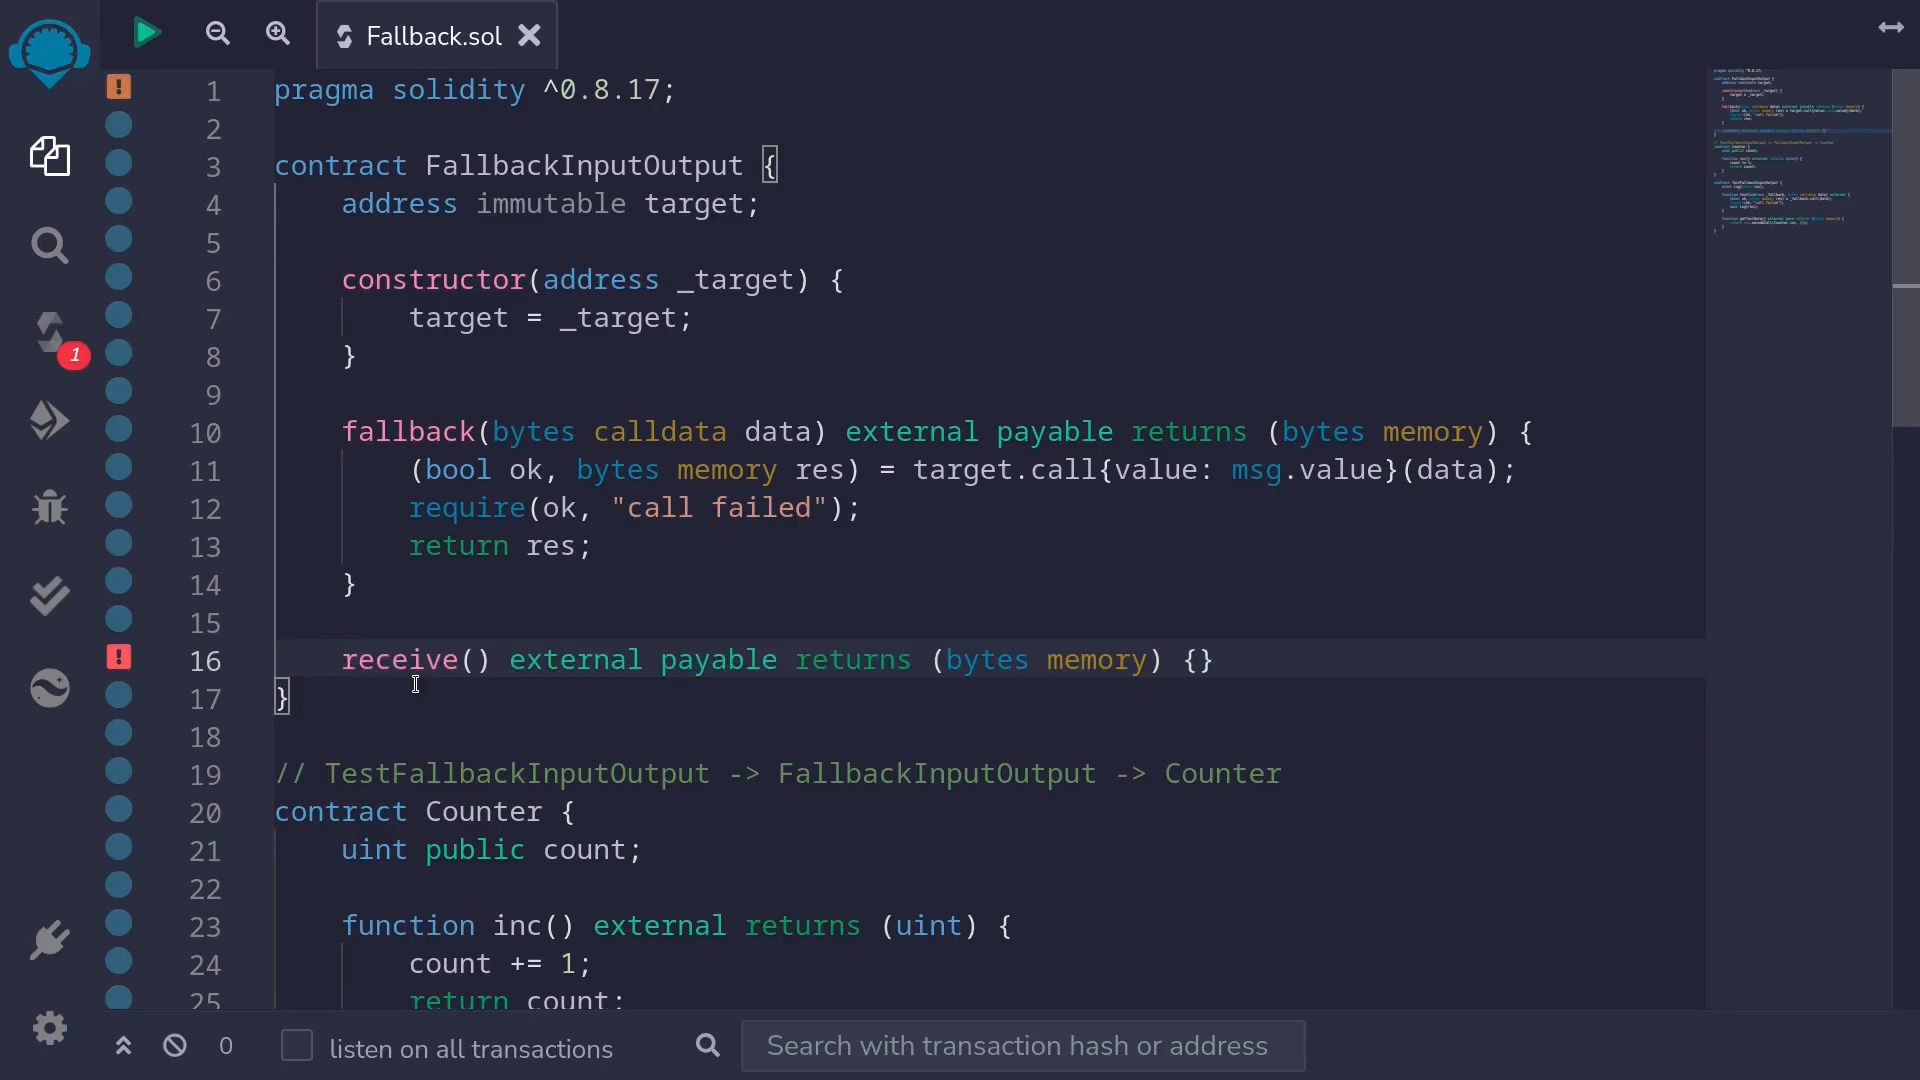 Fallback.sol
1 pragma solidity ^0.8.17;
2
3 contract FallbackInputOutput {
4 address immutable target;
5
6 constructor(address _target) {
7 target = _target;
8 }
9
10 fallback(bytes calldata data) external payable returns (bytes memory) {
11 (bool ok, bytes memory res) = target.call{value: msg.value}(data);
12 require(ok, "call failed");
13 return res;
14 }
15
16 receive() external payable returns (bytes memory) {}
17 }
18
19 // TestFallbackInputOutput -> FallbackInputOutput -> Counter
20 contract Counter {
21 uint public count;
22
23 function inc() external returns (uint) {
24 count += 1;
25 return count;
1
0 listen on all transactions Search with transaction hash or address